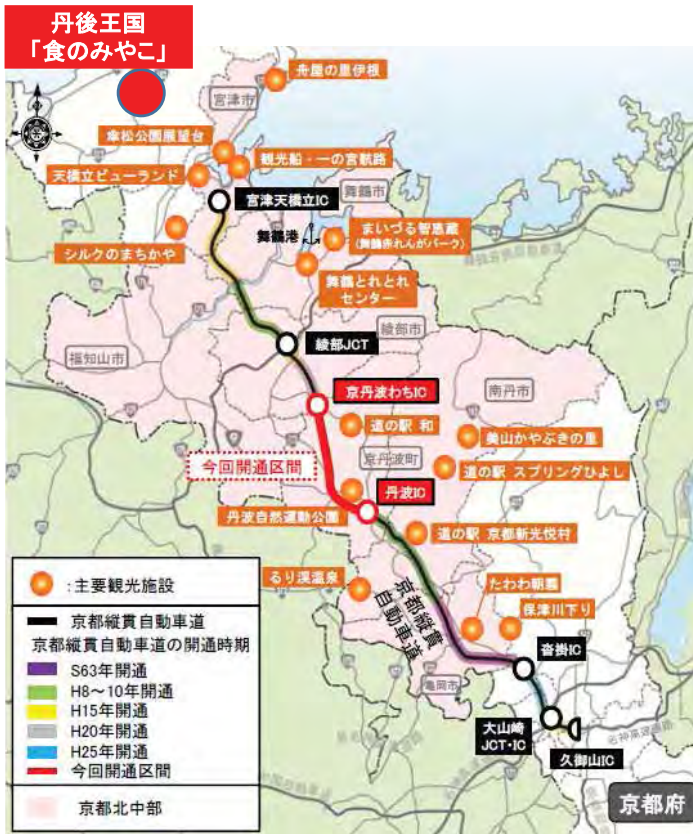 丹後王国
「食のみやこ」
舟屋の里伊根
宮津市
傘松公園展望台
観光船・一の宮航路
天橋立ビューランド
宮津天橋立IC
舞鶴市
舞鶴港
まいづる智恵蔵
(舞鶴赤れんがパーク)
シルクのまちかや
舞鶴とれとれ
センター
綾部市
綾部JCT
福知山市
京丹波わちIC
南丹市
道の駅 和
美山かやぶきの里
京丹波町
今回開通区間
道の駅 スプリングひよし
丹波IC
丹波自然運動公園
道の駅 京都新光悦村
るり渓温泉
たわわ朝霧
京都縦貫
自動車道
保津川下り
沓掛IC
亀岡市
大山崎
JCT・IC
久御山IC
名神高速道路
京都府
:主要観光施設
京都縦貫自動車道
京都縦貫自動車道の開通時期
S63年開通
H8～10年開通
H15年開通
H20年開通
H25年開通
今回開通区間
京都北中部